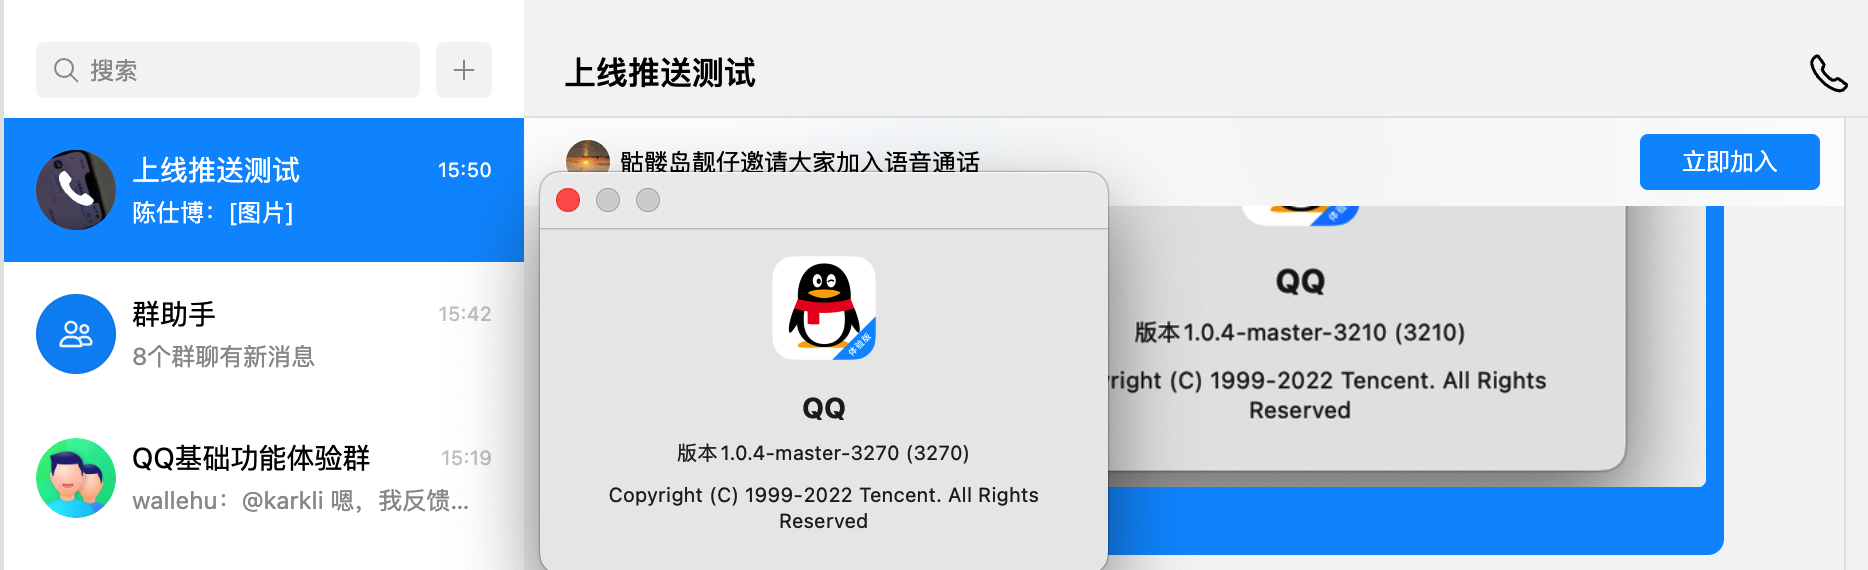 搜索
上线推送测试
15:50
陈仕博：[图片]
群助手
15:42
8个群聊有新消息
QQ基础功能体验群
15:19
wallehu：@karkli 嗯，我反馈...
上线推送测试
骷髅岛靓仔邀请大家加入语音通话
立即加入
体验版
QQ
版本1.0.4-master-3270 (3270)
Copyright (C) 1999-2022 Tencent. All Rights
Reserved
QQ
版本1.0.4-master-3210 (3210)
right (C) 1999-2022 Tencent. All Rights
Reserved